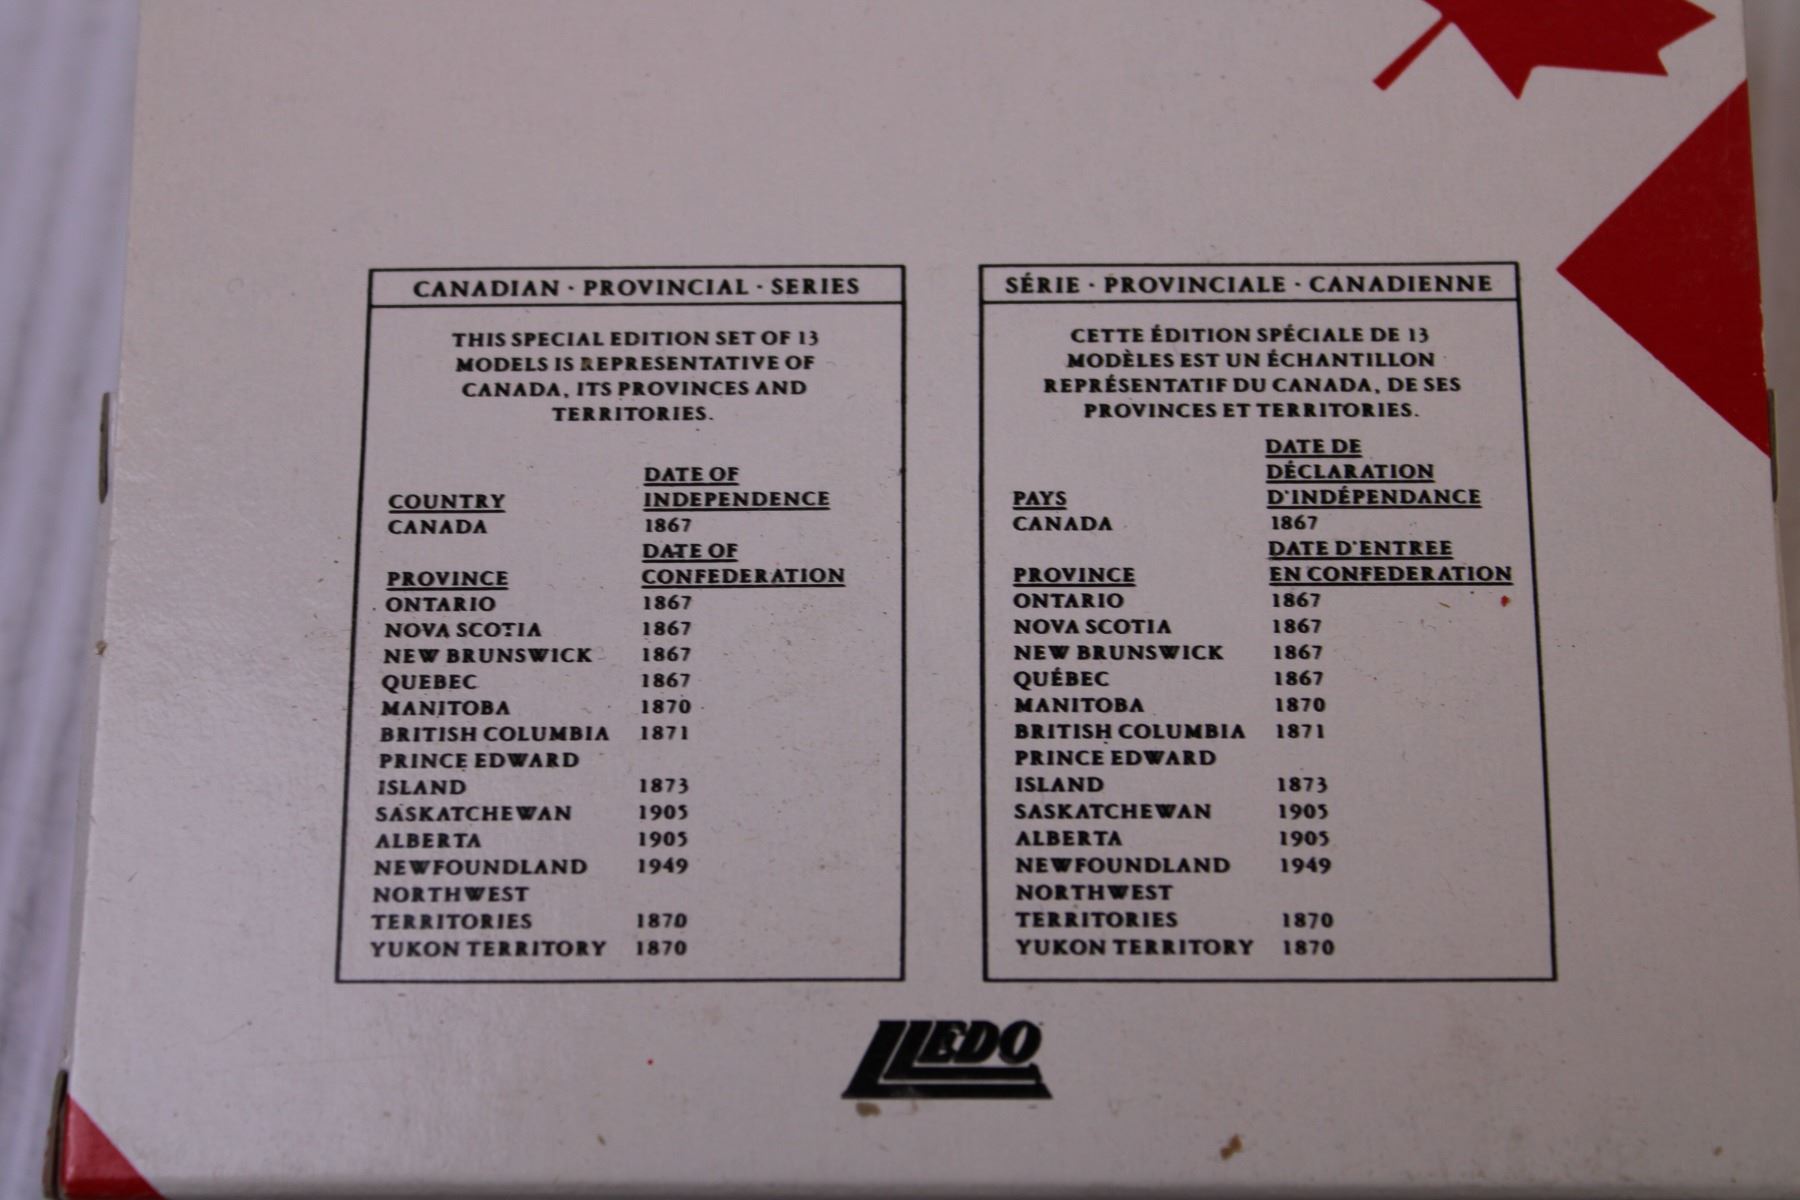 CANADIAN · PROVINCIAL · SERIES
THIS SPECIAL EDITION SET OF 13
MODELS IS REPRESENTATIVE OF
CANADA, ITS PROVINCES AND
TERRITORIES.
DATE OF
COUNTRY INDEPENDENCE
CANADA 1867
DATE OF
PROVINCE CONFEDERATION
ONTARIO 1867
NOVA SCOTIA 1867
NEW BRUNSWICK 1867
QUEBEC 1867
MANITOBA 1870
BRITISH COLUMBIA 1871
PRINCE EDWARD
ISLAND 1873
SASKATCHEWAN 1905
ALBERTA 1905
NEWFOUNDLAND 1949
NORTHWEST
TERRITORIES 1870
YUKON TERRITORY 1870
SÉRIE · PROVINCIALE · CANADIENNE
CETTE ÉDITION SPÉCIALE DE 13
MODÈLES EST UN ÉCHANTILLON
REPRÉSENTATIF DU CANADA, DE SES
PROVINCES ET TERRITORIES.
DATE DE
DÉCLARATION
PAYS D'INDÉPENDANCE
CANADA 1867
DATE D'ENTREE
PROVINCE EN CONFEDERATION
ONTARIO 1867
NOVA SCOTIA 1867
NEW BRUNSWICK 1867
QUÉBEC 1867
MANITOBA 1870
BRITISH COLUMBIA 1871
PRINCE EDWARD
ISLAND 1873
SASKATCHEWAN 1905
ALBERTA 1905
NEWFOUNDLAND 1949
NORTHWEST
TERRITORIES 1870
YUKON TERRITORY 1870
LLEDO